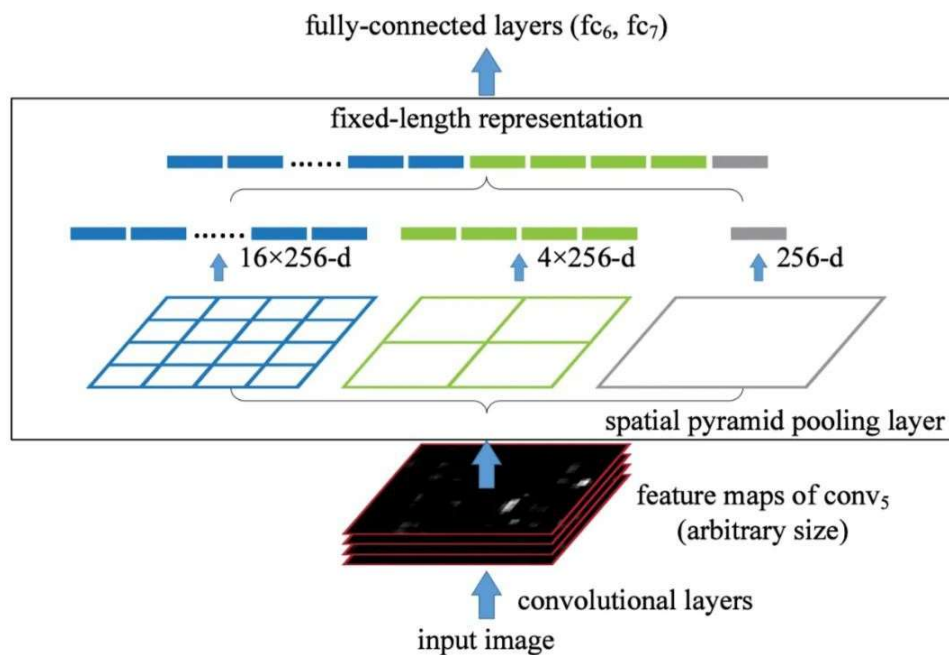 fully-connected layers (fc₆, fc₇)
fixed-length representation
16×256-d
4×256-d
256-d
spatial pyramid pooling layer
feature maps of conv₅
(arbitrary size)
convolutional layers
input image